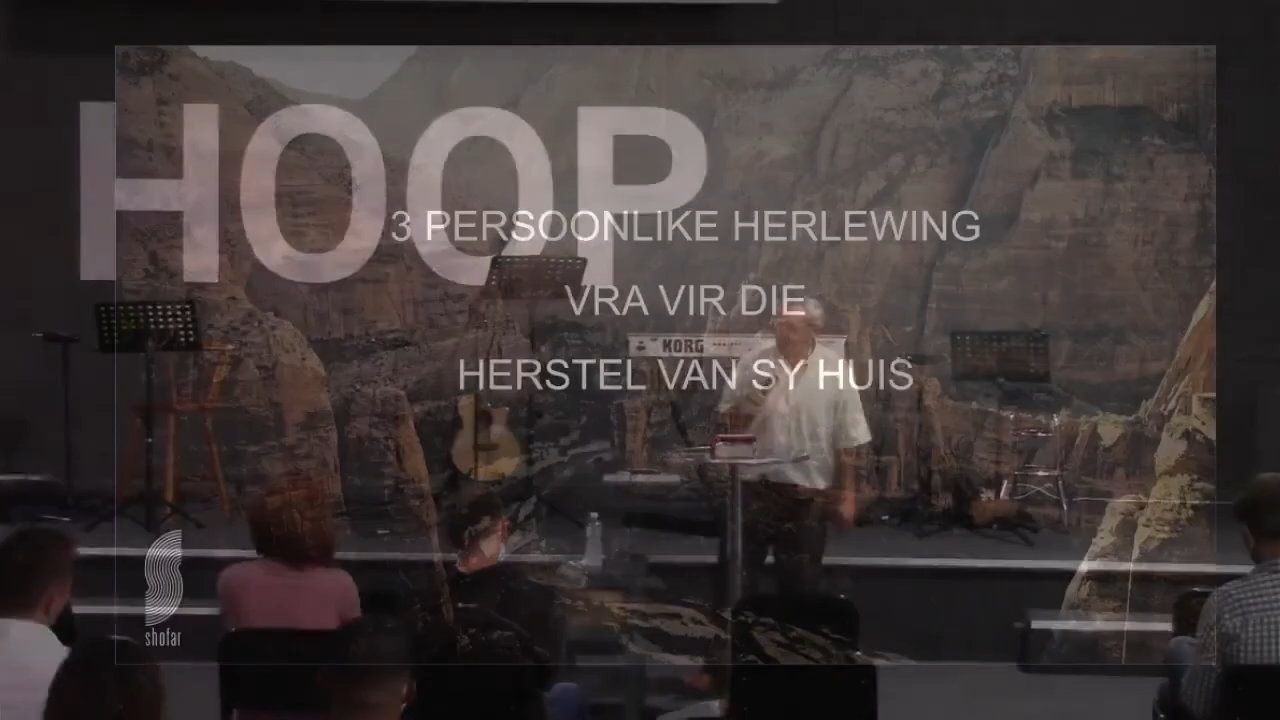 HOOP
3 PERSOONLIKE HERLEWING
VRA VIR DIE
HERSTEL VAN SY HUIS
KORG
shofar